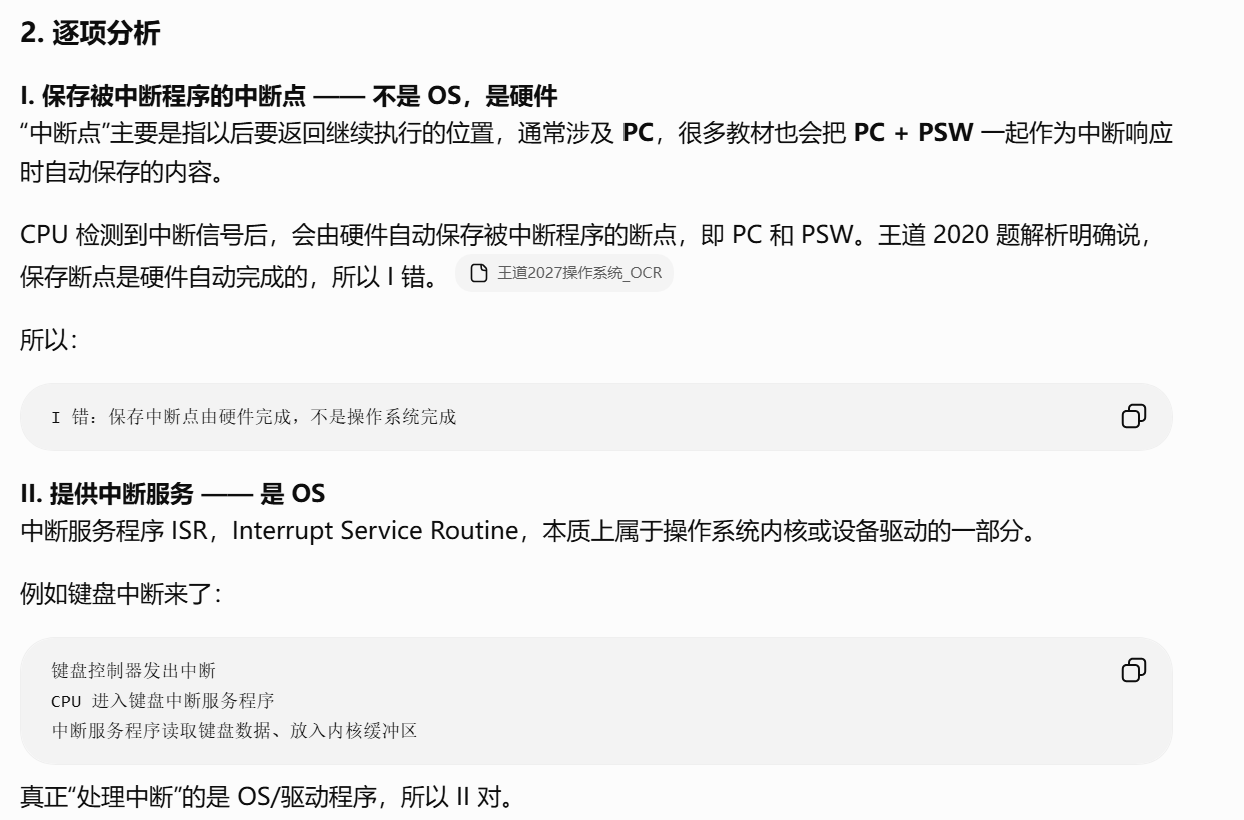 2. 逐项分析
I. 保存被中断程序的中断点 —— 不是 OS，是硬件
“中断点”主要是指以后要返回继续执行的位置，通常涉及 PC，很多教材也会把 PC + PSW 一起作为中断响应
时自动保存的内容。
CPU 检测到中断信号后，会由硬件自动保存被中断程序的断点，即 PC 和 PSW。王道 2020 题解析明确说，
保存断点是硬件自动完成的，所以 I 错。 王道2027操作系统_OCR
所以：
I 错：保存中断点由硬件完成，不是操作系统完成
II. 提供中断服务 —— 是 OS
中断服务程序 ISR，Interrupt Service Routine，本质上属于操作系统内核或设备驱动的一部分。
例如键盘中断来了：
键盘控制器发出中断
CPU 进入键盘中断服务程序
中断服务程序读取键盘数据、放入内核缓冲区
真正“处理中断”的是 OS/驱动程序，所以 II 对。